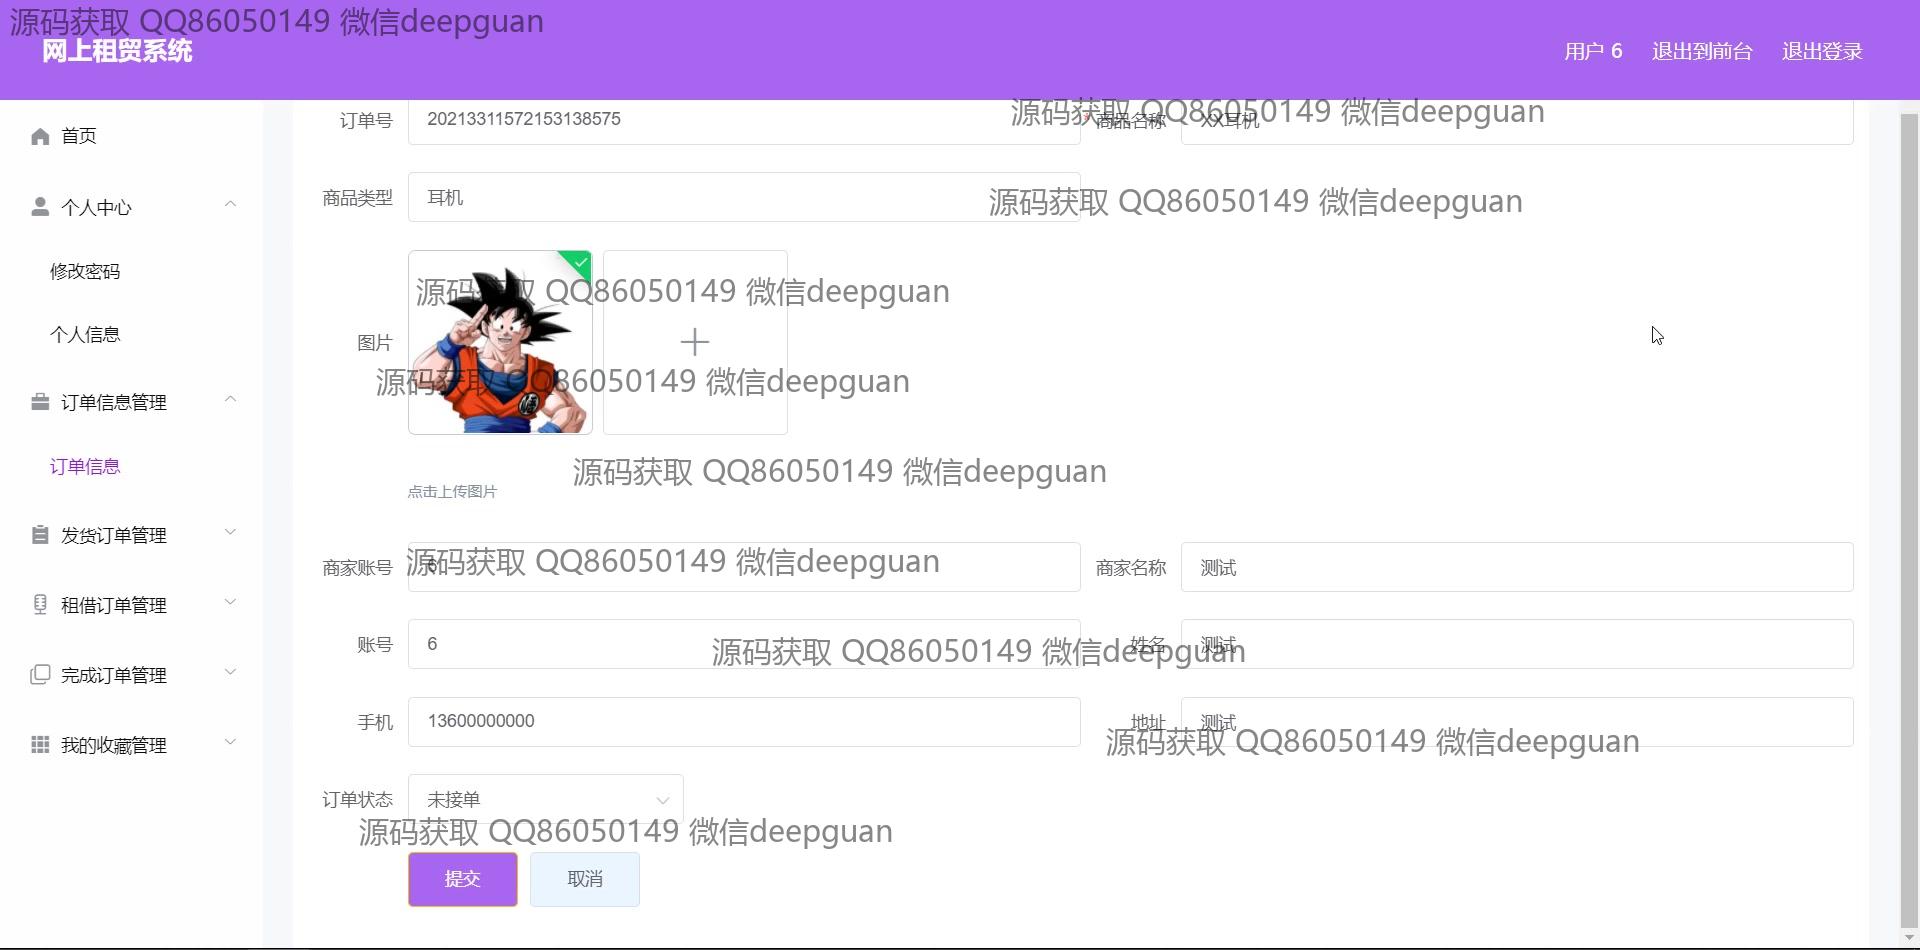 源码获取 QQ86050149 微信deepguan
网上租贸系统
用户 6
退出到前台
退出登录
首页
个人中心
修改密码
个人信息
订单信息管理
订单信息
发货订单管理
租借订单管理
完成订单管理
我的收藏管理
源码获取 QQ86050149 微信deepguan
订单号
20213311572153138575
* 商品名称
XX耳机
商品类型
耳机
源码获取 QQ86050149 微信deepguan
源码获取 QQ86050149 微信deepguan
图片
源码获取 QQ86050149 微信deepguan
源码获取 QQ86050149 微信deepguan
点击上传图片
源码获取 QQ86050149 微信deepguan
商家账号
6
商家名称
测试
账号
6
姓名
测试
源码获取 QQ86050149 微信deepguan
手机
13600000000
地址
测试
源码获取 QQ86050149 微信deepguan
订单状态
未接单
源码获取 QQ86050149 微信deepguan
提交
取消